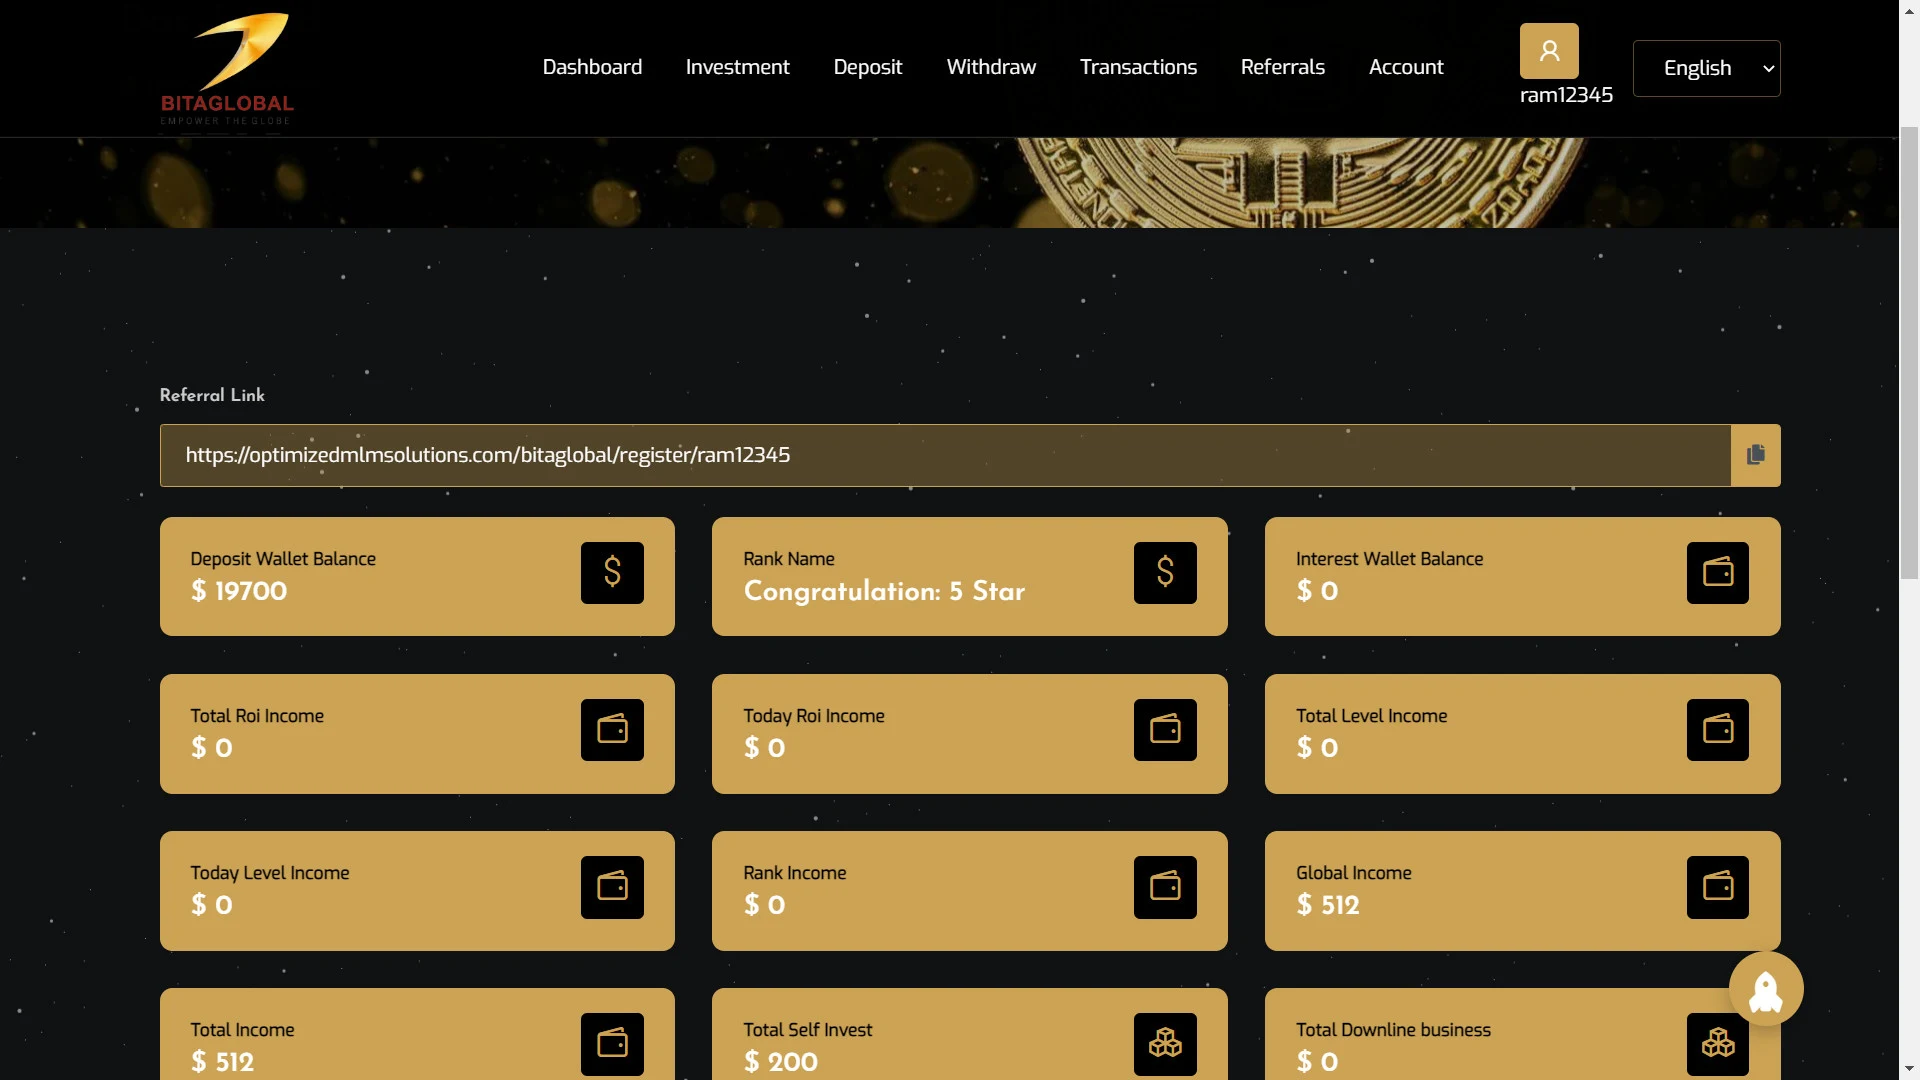 BITAGLOBAL
EMPOWER THE GLOBE
Dashboard
Investment
Deposit
Withdraw
Transactions
Referrals
Account
ram12345
English
Referral Link
https://optimizedmlmsolutions.com/bitaglobal/register/ram12345
Deposit Wallet Balance
$ 19700
Rank Name
Congratulation: 5 Star
Interest Wallet Balance
$ 0
Total Roi Income
$ 0
Today Roi Income
$ 0
Total Level Income
$ 0
Today Level Income
$ 0
Rank Income
$ 0
Global Income
$ 512
Total Income
$ 512
Total Self Invest
$ 200
Total Downline business
$ 0